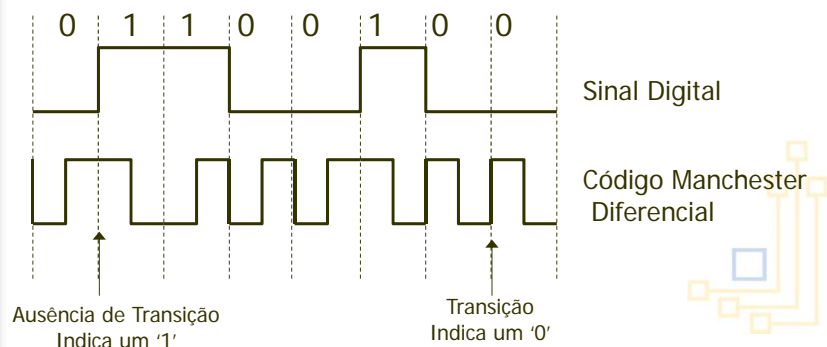 0 1 1 0 0 1 0 0
Sinal Digital
Código Manchester
Diferencial
Ausência de Transição
Indica um ‘1’
Transição
Indica um ‘0’